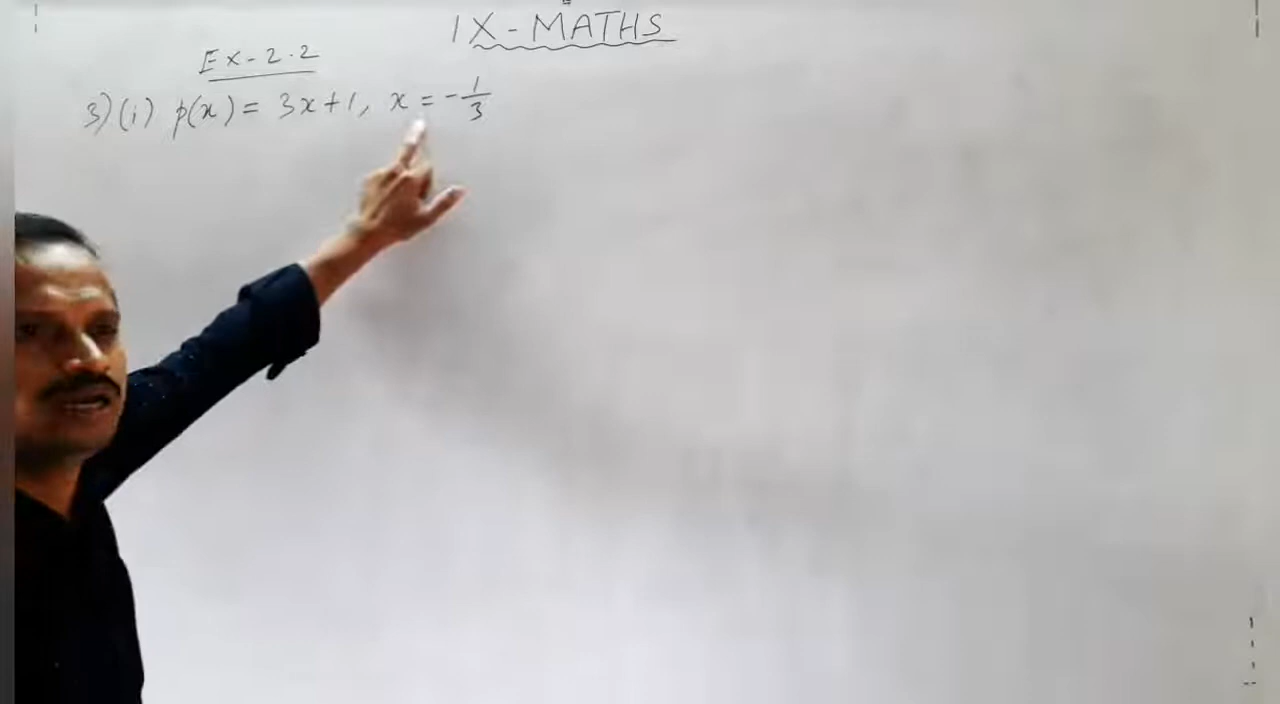 IX - MATHS
Ex - 2.2
3) (i) p(x) = 3x+1, x = -1/3